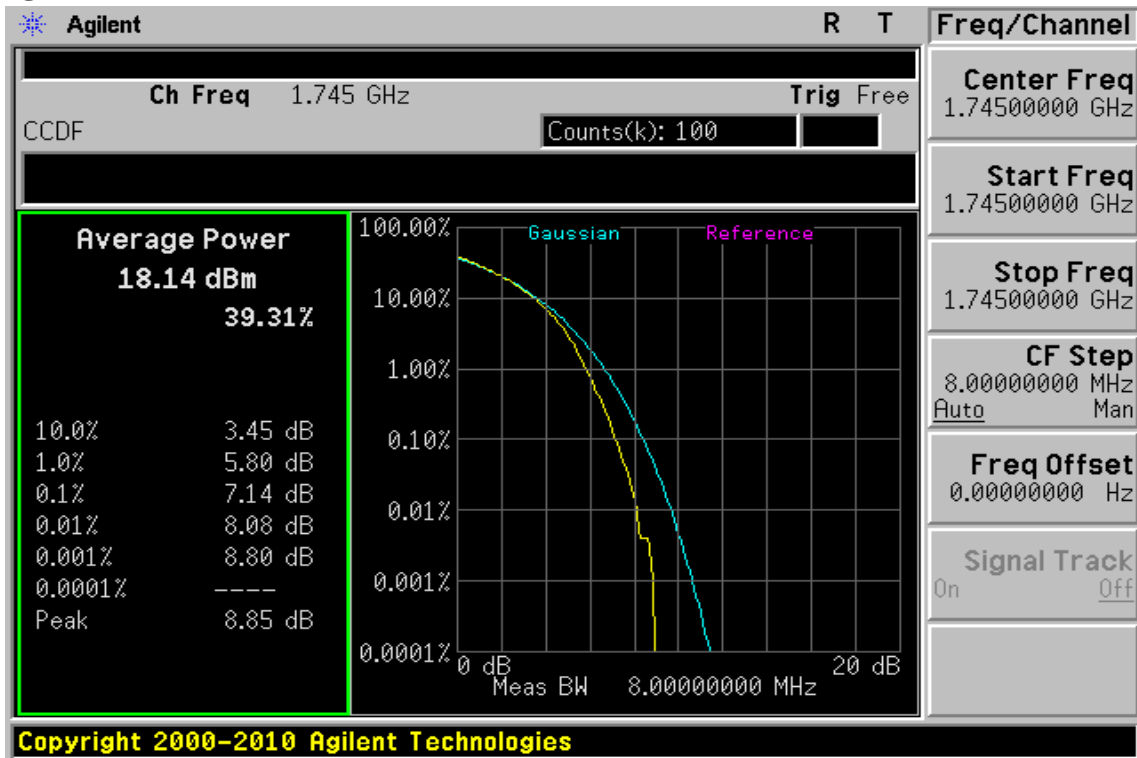 Agilent R T
Ch Freq 1.745 GHz Trig Free
CCDF Counts(k): 100
Average Power
18.14 dBm
39.31%
10.0% 3.45 dB
1.0% 5.80 dB
0.1% 7.14 dB
0.01% 8.08 dB
0.001% 8.80 dB
0.0001% ----
Peak 8.85 dB
Gaussian Reference
100.00%
10.00%
1.00%
0.10%
0.01%
0.001%
0.0001%
0 dB 20 dB
Meas BW 8.00000000 MHz
Freq/Channel
Center Freq
1.74500000 GHz
Start Freq
1.74500000 GHz
Stop Freq
1.74500000 GHz
CF Step
8.00000000 MHz
Auto Man
Freq Offset
0.00000000 Hz
Signal Track
On Off
Copyright 2000-2010 Agilent Technologies